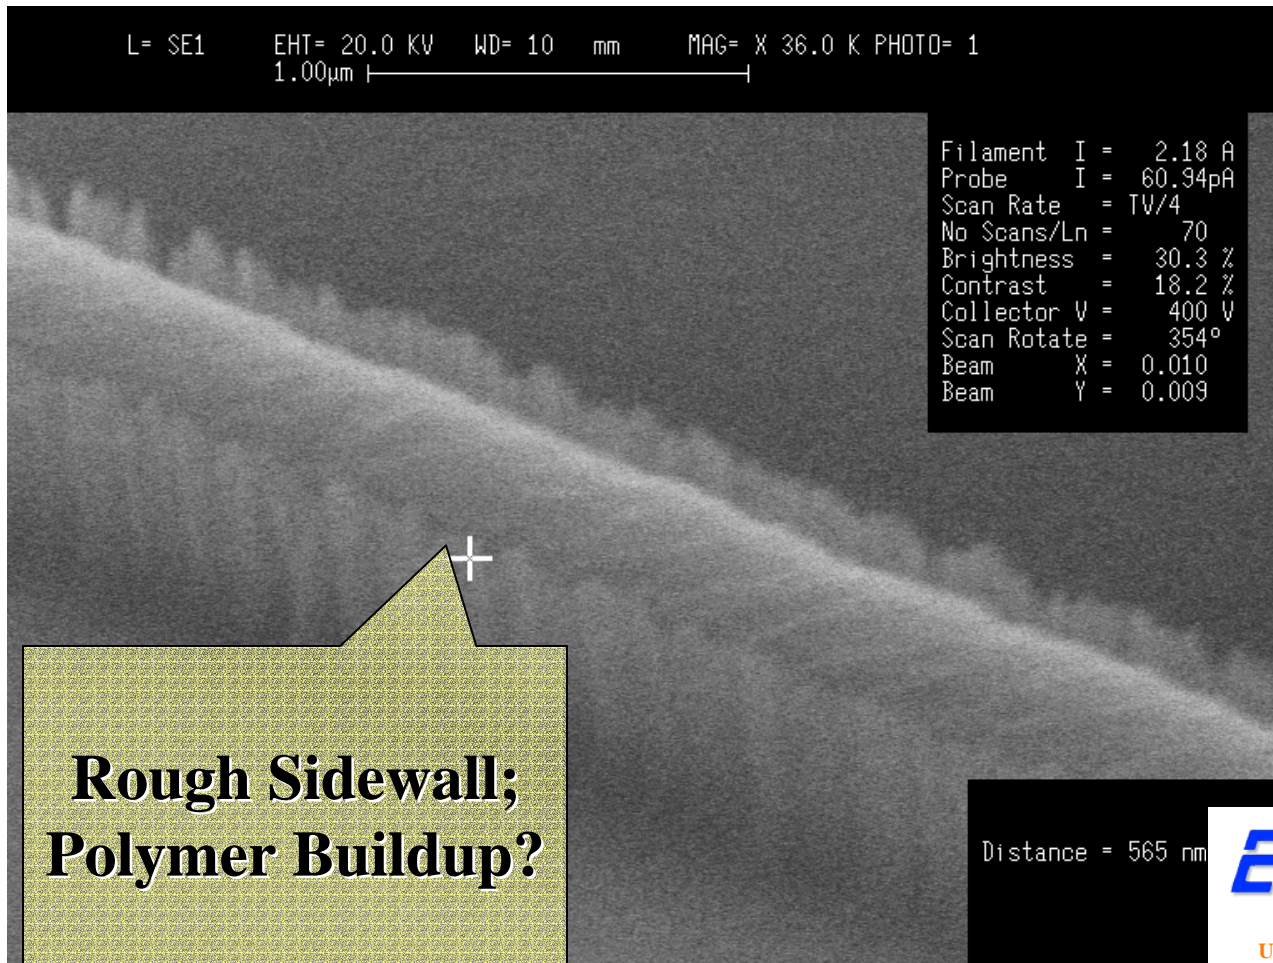 L= SE1 EHT= 20.0 KV WD= 10 mm MAG= X 36.0 K PHOTO= 1
1.00µm
Filament I = 2.18 A
Probe I = 60.94pA
Scan Rate = TV/4
No Scans/Ln = 70
Brightness = 30.3 %
Contrast = 18.2 %
Collector V = 400 V
Scan Rotate = 354º
Beam X = 0.010
Beam Y = 0.009
Rough Sidewall;
Polymer Buildup?
Distance = 565 nm
E
U